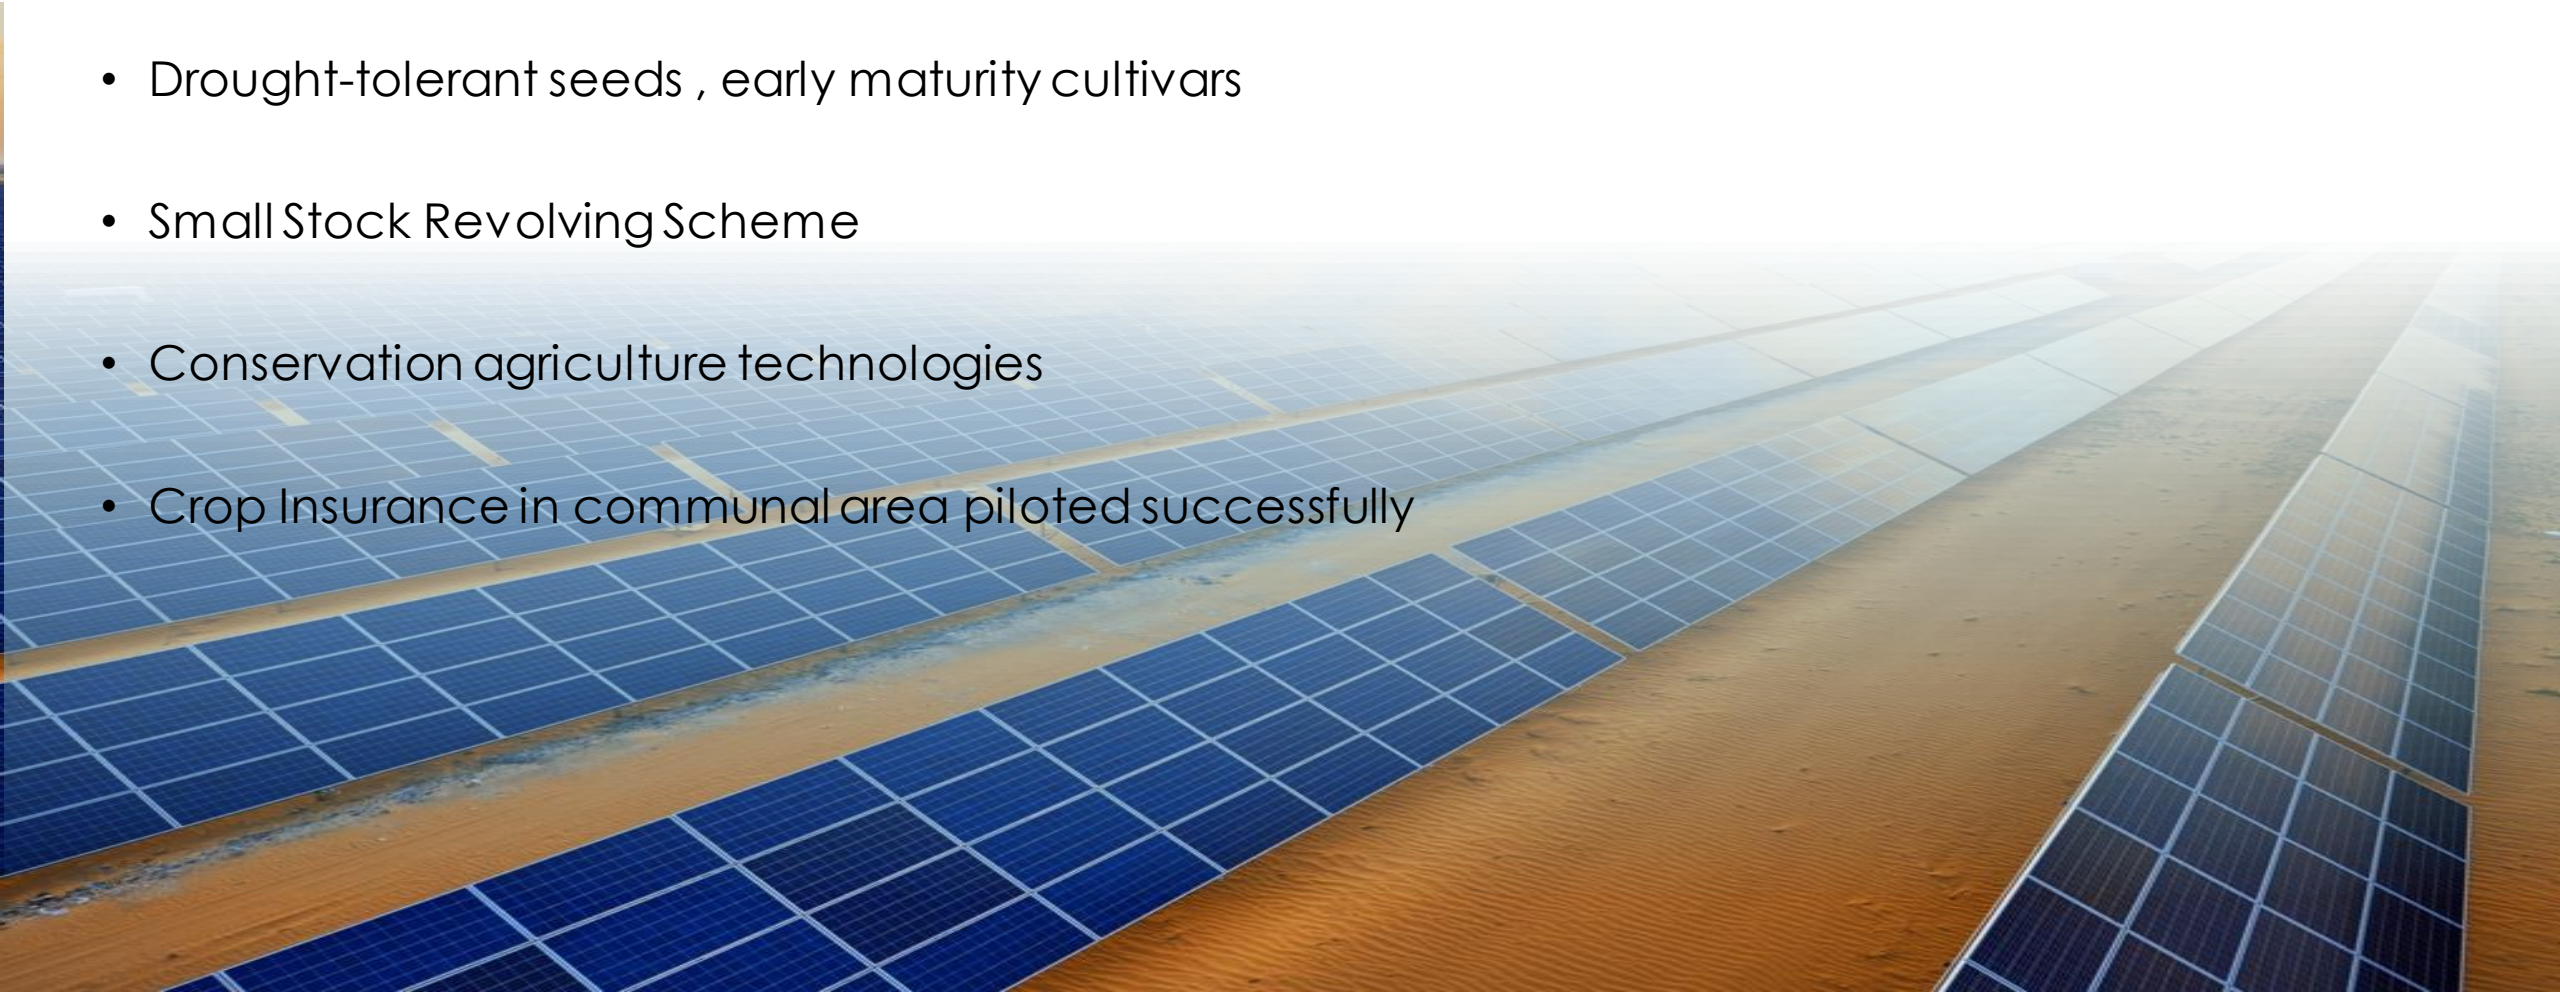 • Drought-tolerant seeds , early maturity cultivars
• Small Stock Revolving Scheme
• Conservation agriculture technologies
• Crop Insurance in communal area piloted successfully